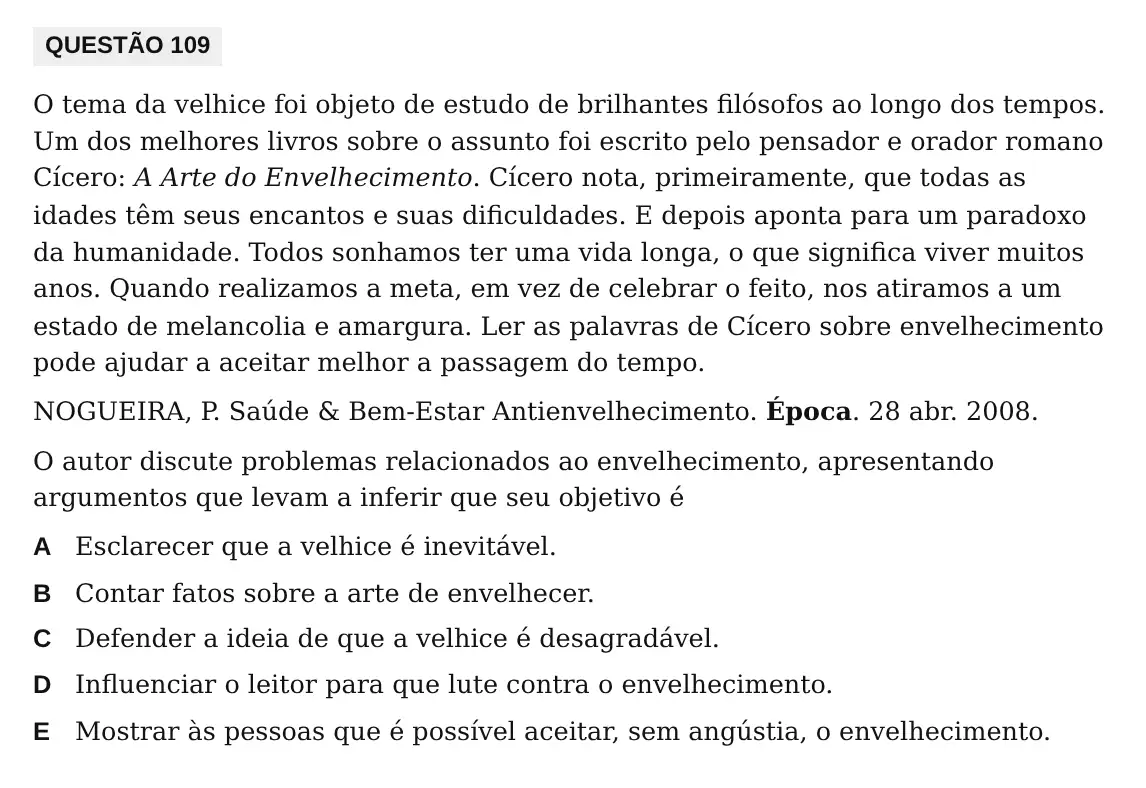 QUESTÃO 109
O tema da velhice foi objeto de estudo de brilhantes filósofos ao longo dos tempos.
Um dos melhores livros sobre o assunto foi escrito pelo pensador e orador romano
Cícero: A Arte do Envelhecimento. Cícero nota, primeiramente, que todas as
idades têm seus encantos e suas dificuldades. E depois aponta para um paradoxo
da humanidade. Todos sonhamos ter uma vida longa, o que significa viver muitos
anos. Quando realizamos a meta, em vez de celebrar o feito, nos atiramos a um
estado de melancolia e amargura. Ler as palavras de Cícero sobre envelhecimento
pode ajudar a aceitar melhor a passagem do tempo.
NOGUEIRA, P. Saúde & Bem-Estar Antienvelhecimento. Época. 28 abr. 2008.
O autor discute problemas relacionados ao envelhecimento, apresentando
argumentos que levam a inferir que seu objetivo é
A Esclarecer que a velhice é inevitável.
B Contar fatos sobre a arte de envelhecer.
C Defender a ideia de que a velhice é desagradável.
D Influenciar o leitor para que lute contra o envelhecimento.
E Mostrar às pessoas que é possível aceitar, sem angústia, o envelhecimento.